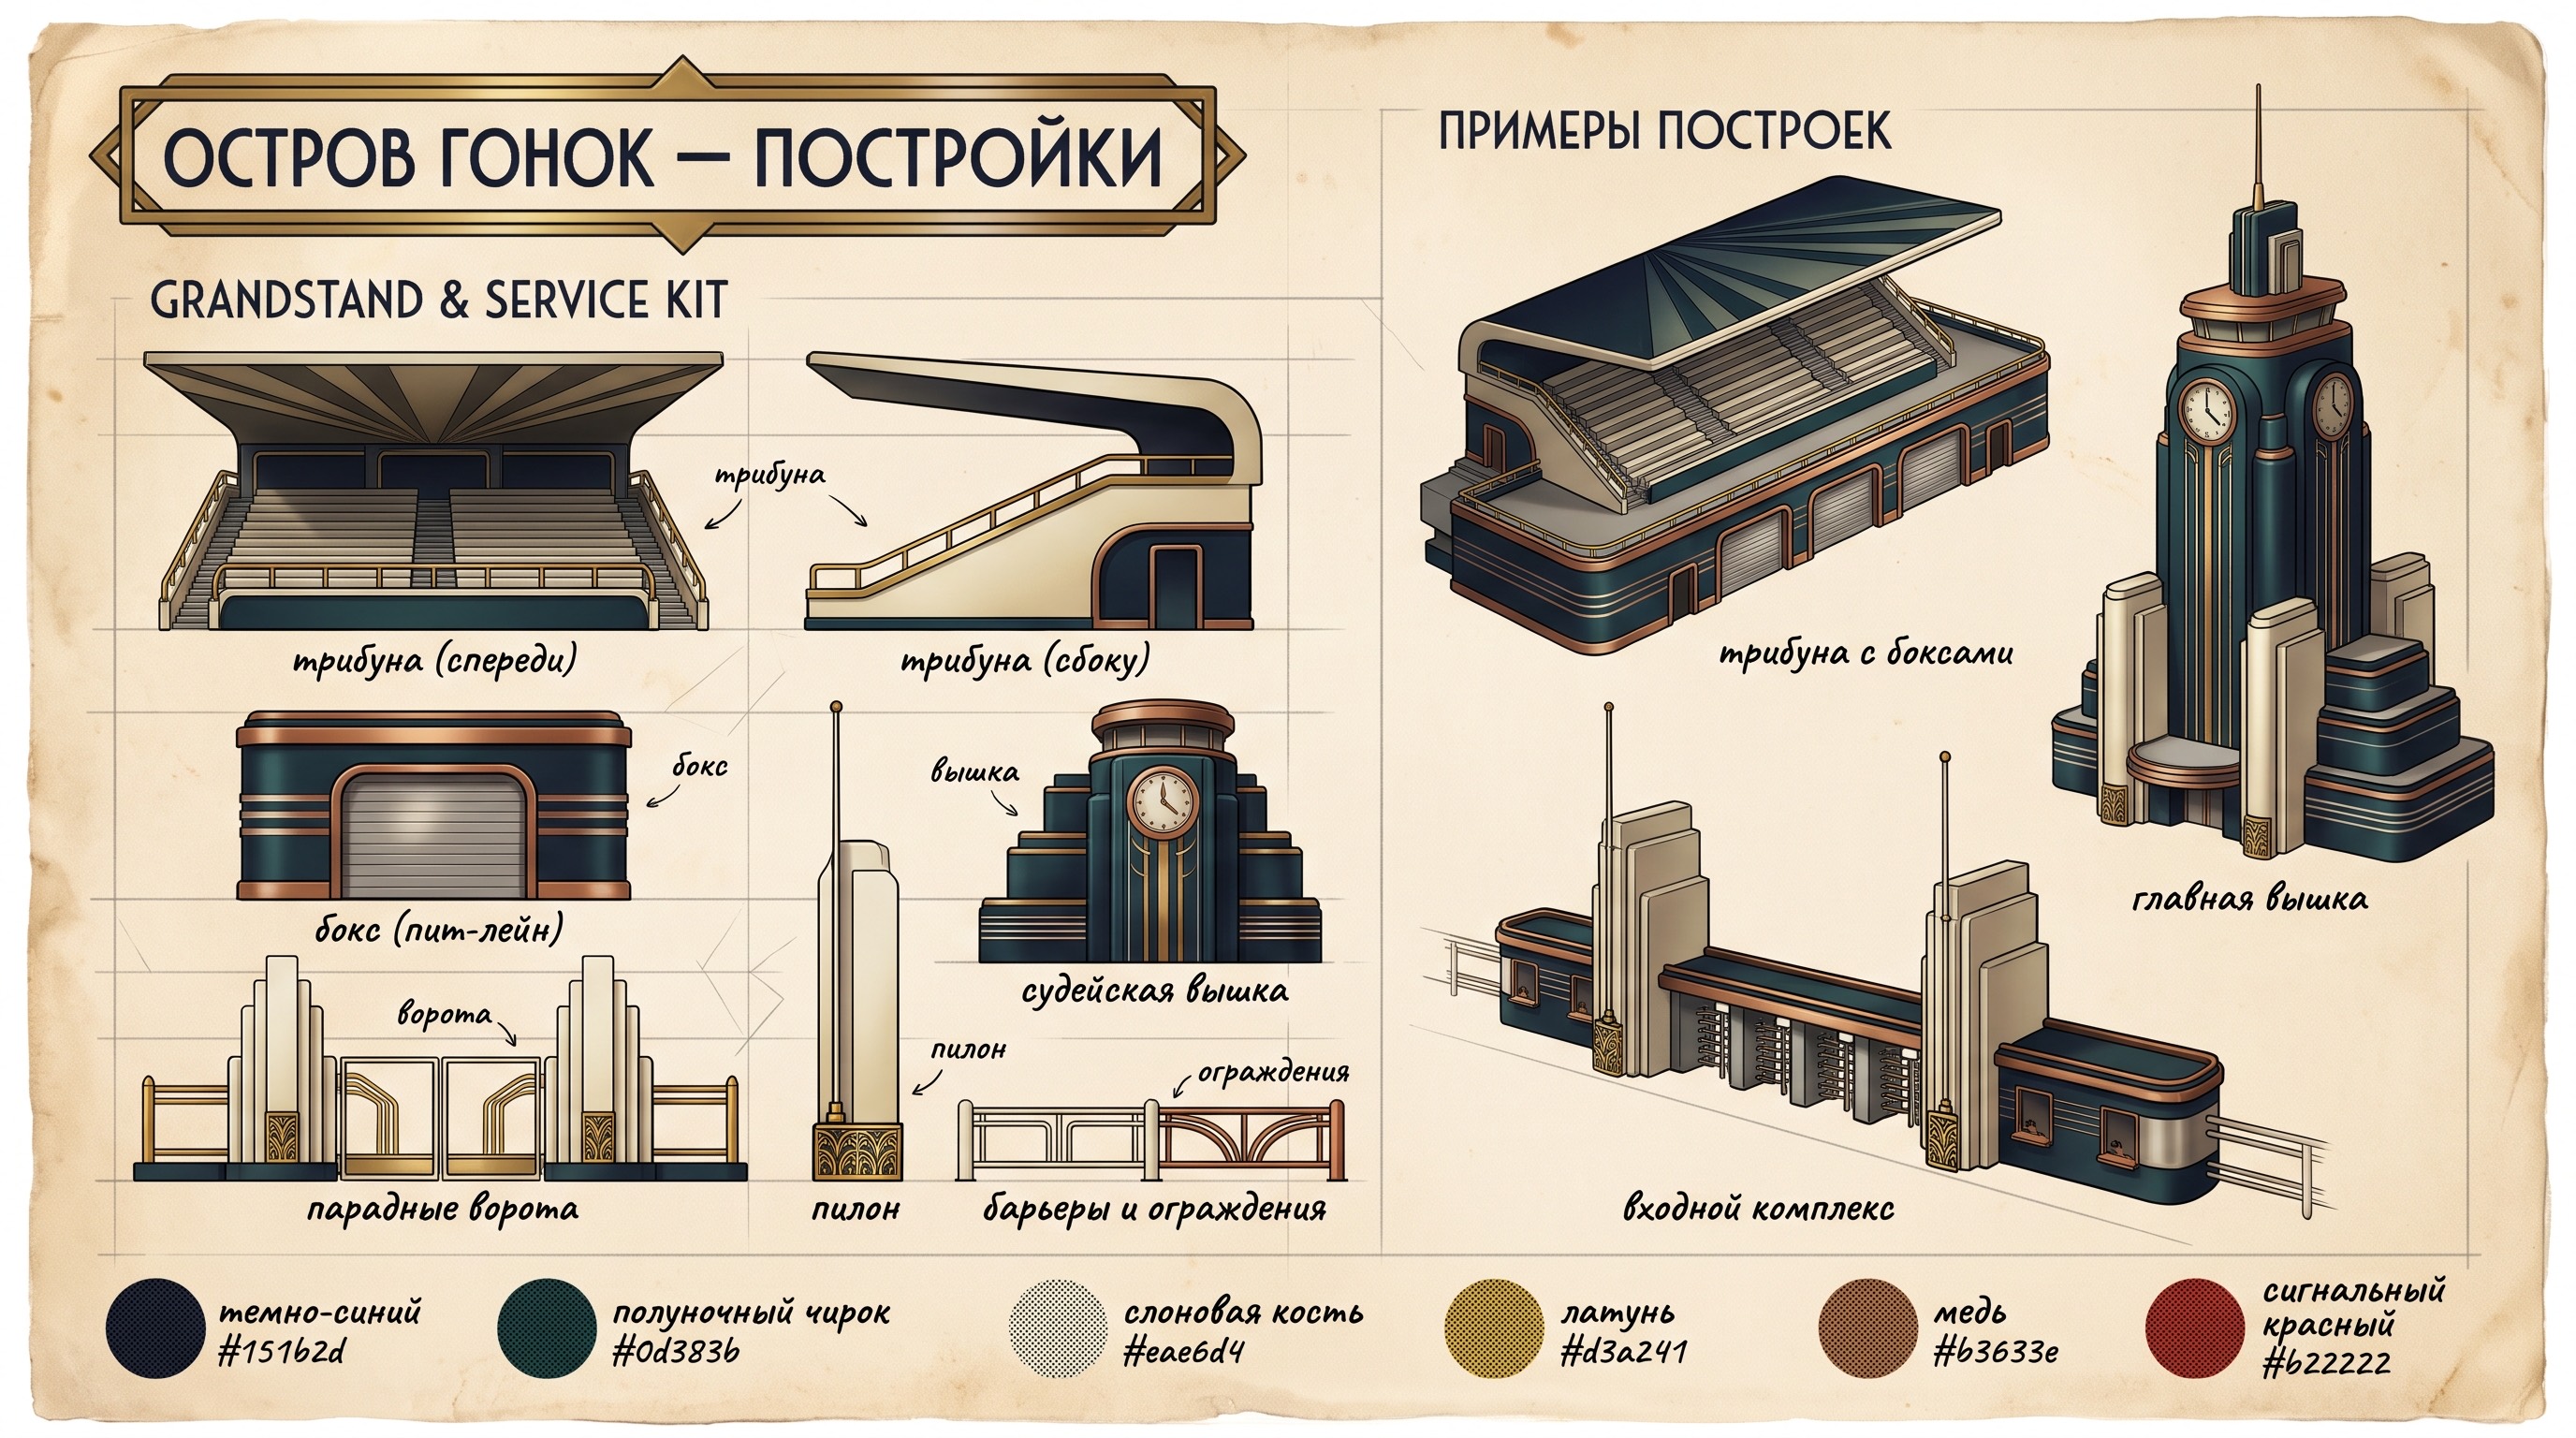 ОСТРОВ ГОНОК — ПОСТРОЙКИ
GRANDSTAND & SERVICE KIT
трибуна
трибуна (спереди)
трибуна (сбоку)
бокс
бокс (пит-лейн)
вышка
судейская вышка
ворота
парадные ворота
пилон
пилон
ограждения
барьеры и ограждения
ПРИМЕРЫ ПОСТРОЕК
трибуна с боксами
главная вышка
входной комплекс
темно-синий
#151b2d
полуночный чирок
#0d383b
слоновая кость
#eae6d4
латунь
#d3a241
медь
#b3633e
сигнальный
красный
#b22222